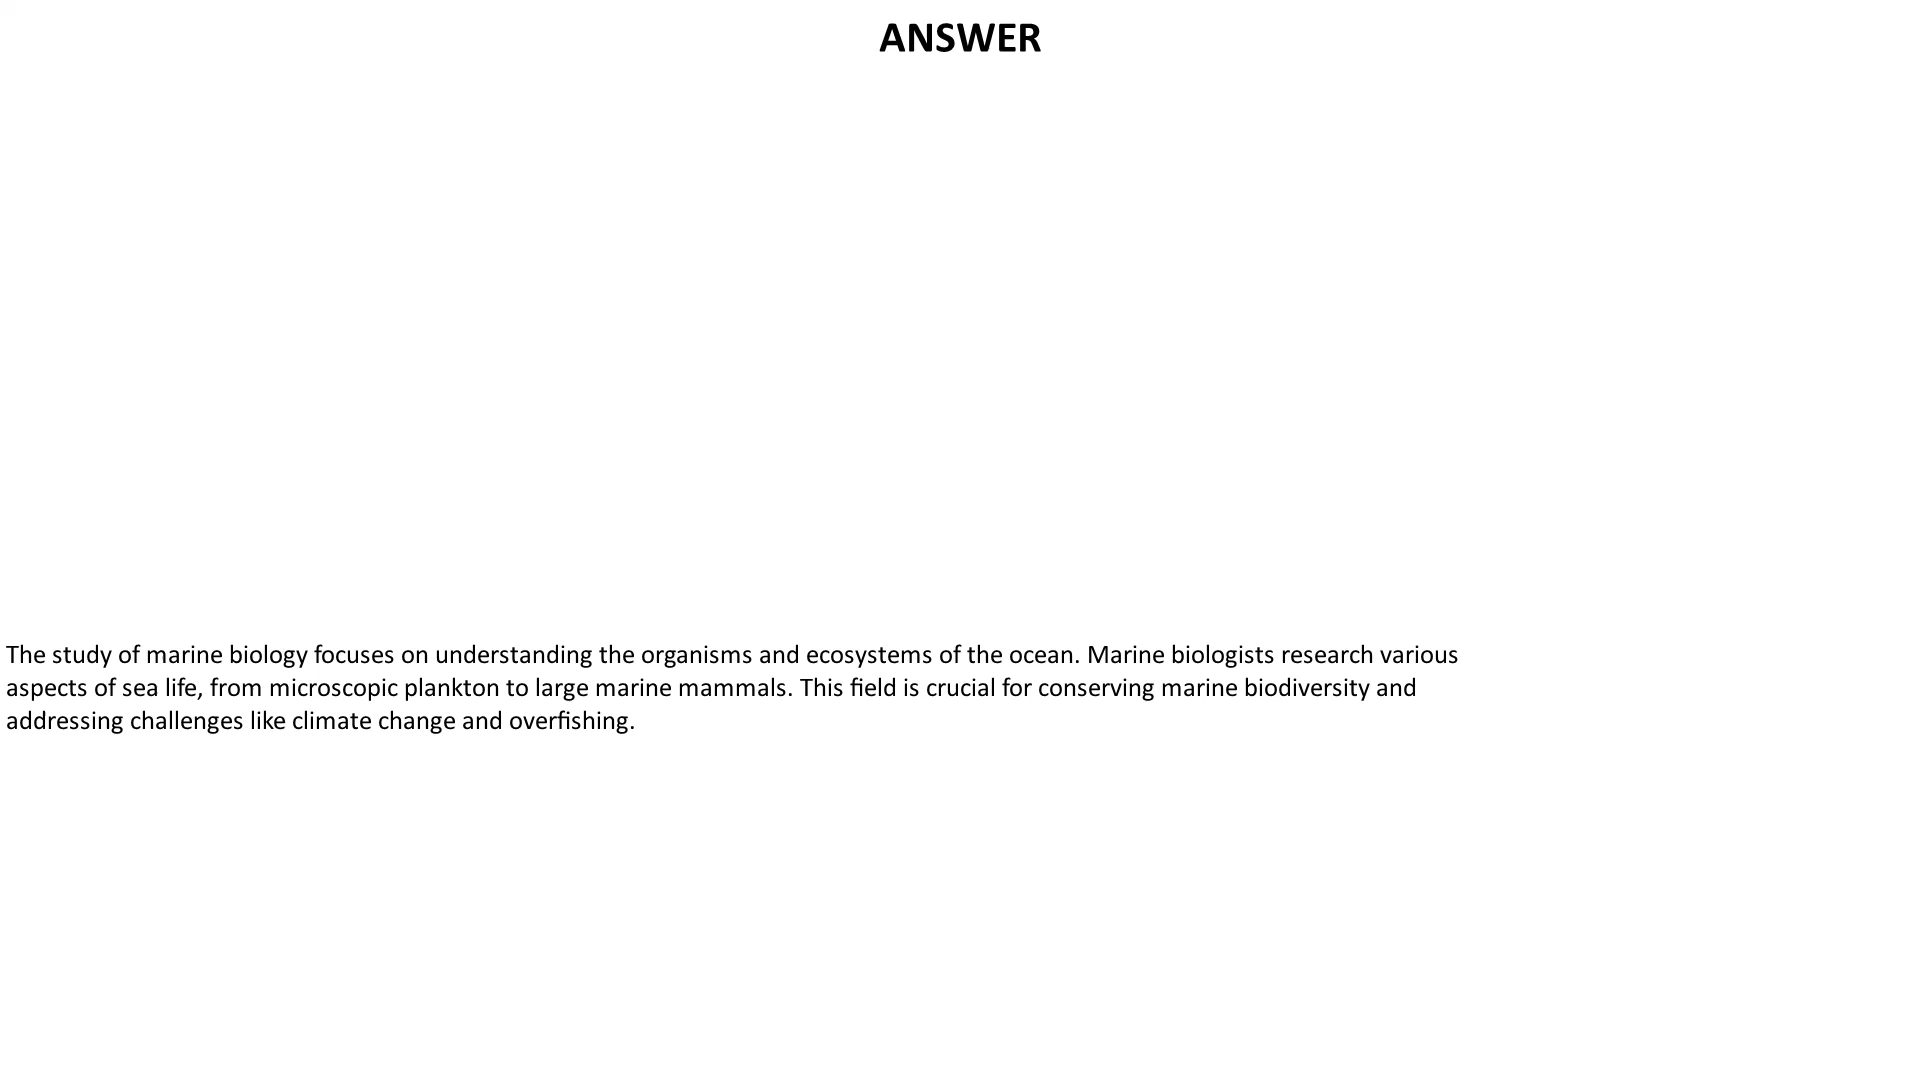 ANSWER
The study of marine biology focuses on understanding the organisms and ecosystems of the ocean. Marine biologists research various
aspects of sea life, from microscopic plankton to large marine mammals. This field is crucial for conserving marine biodiversity and
addressing challenges like climate change and overfishing.